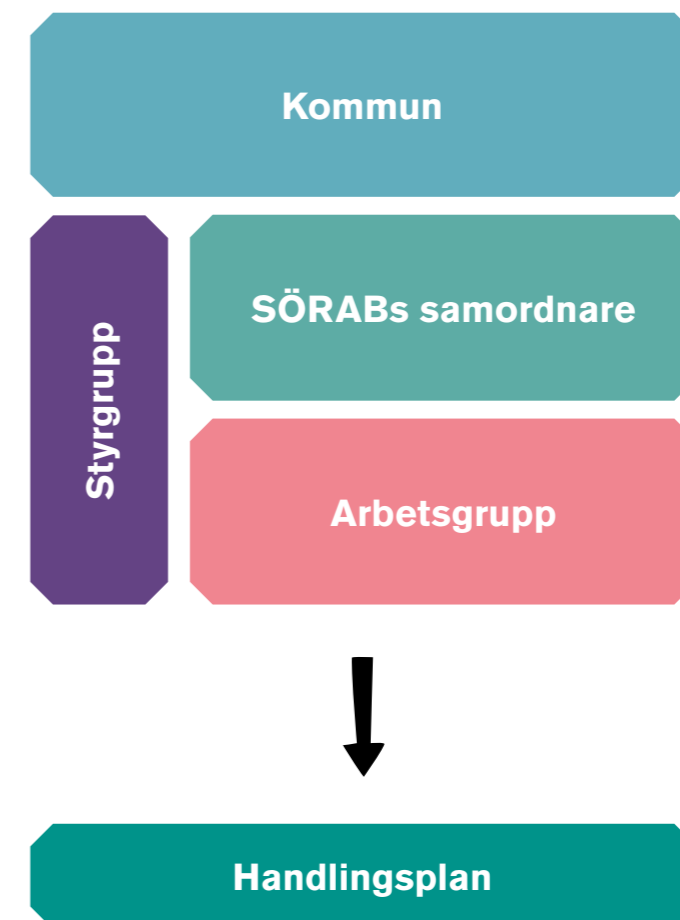 Kommun
Styrgrupp
SÖRABs samordnare
Arbetsgrupp
Handlingsplan